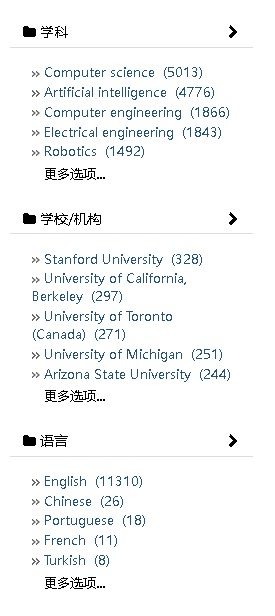 学科
» Computer science (5013)
» Artificial intelligence (4776)
» Computer engineering (1866)
» Electrical engineering (1843)
» Robotics (1492)
更多选项...
学校/机构
» Stanford University (328)
» University of California,
Berkeley (297)
» University of Toronto
(Canada) (271)
» University of Michigan (251)
» Arizona State University (244)
更多选项...
语言
» English (11310)
» Chinese (26)
» Portuguese (18)
» French (11)
» Turkish (8)
更多选项...